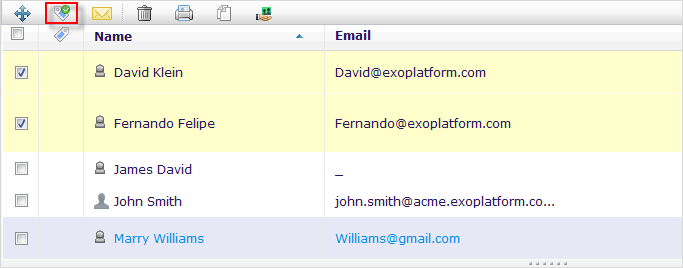 Name Email
David Klein David@exoplatform.com
Fernando Felipe Fernando@exoplatform.com
James David _
John Smith john.smith@acme.exoplatform.co...
Marry Williams Williams@gmail.com